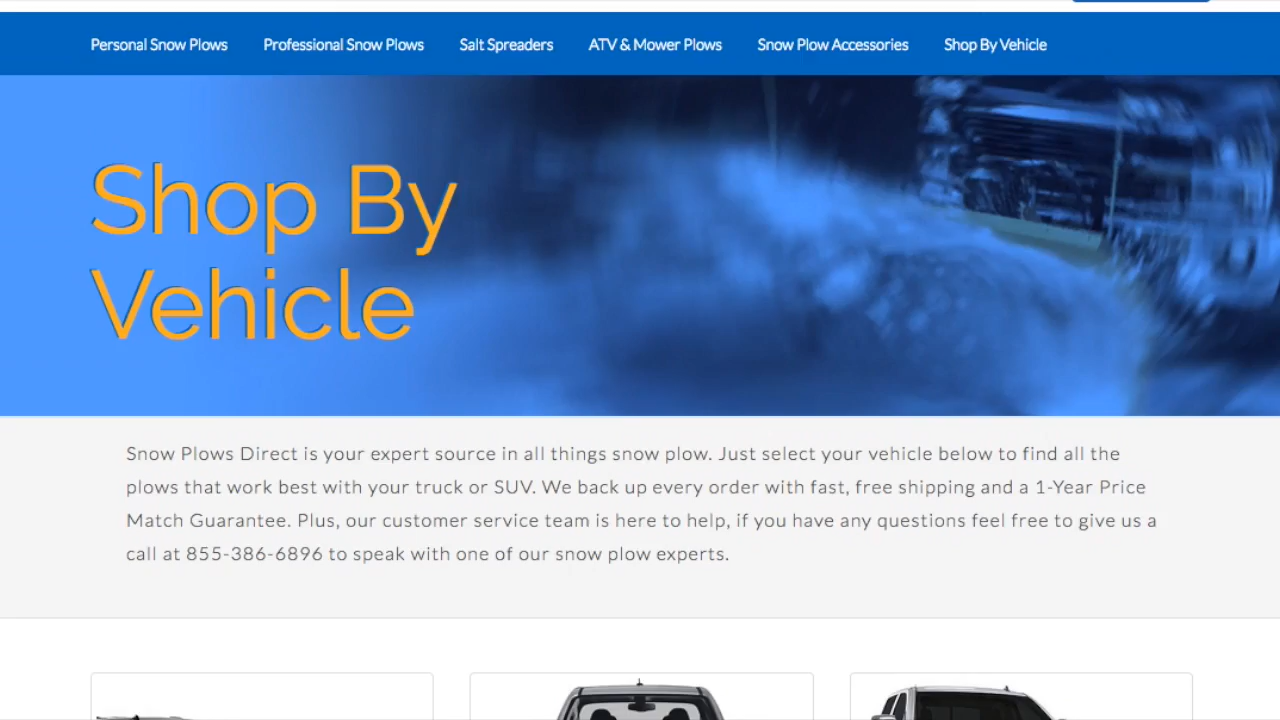 Personal Snow Plows Professional Snow Plows Salt Spreaders ATV & Mower Plows Snow Plow Accessories Shop By Vehicle
Shop By
Vehicle
Snow Plows Direct is your expert source in all things snow plow. Just select your vehicle below to find all the
plows that work best with your truck or SUV. We back up every order with fast, free shipping and a 1-Year Price
Match Guarantee. Plus, our customer service team is here to help, if you have any questions feel free to give us a
call at 855-386-6896 to speak with one of our snow plow experts.